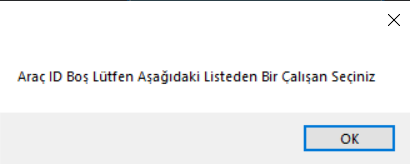 Araç ID Boş Lütfen Aşağıdaki Listeden Bir Çalışan Seçiniz
OK